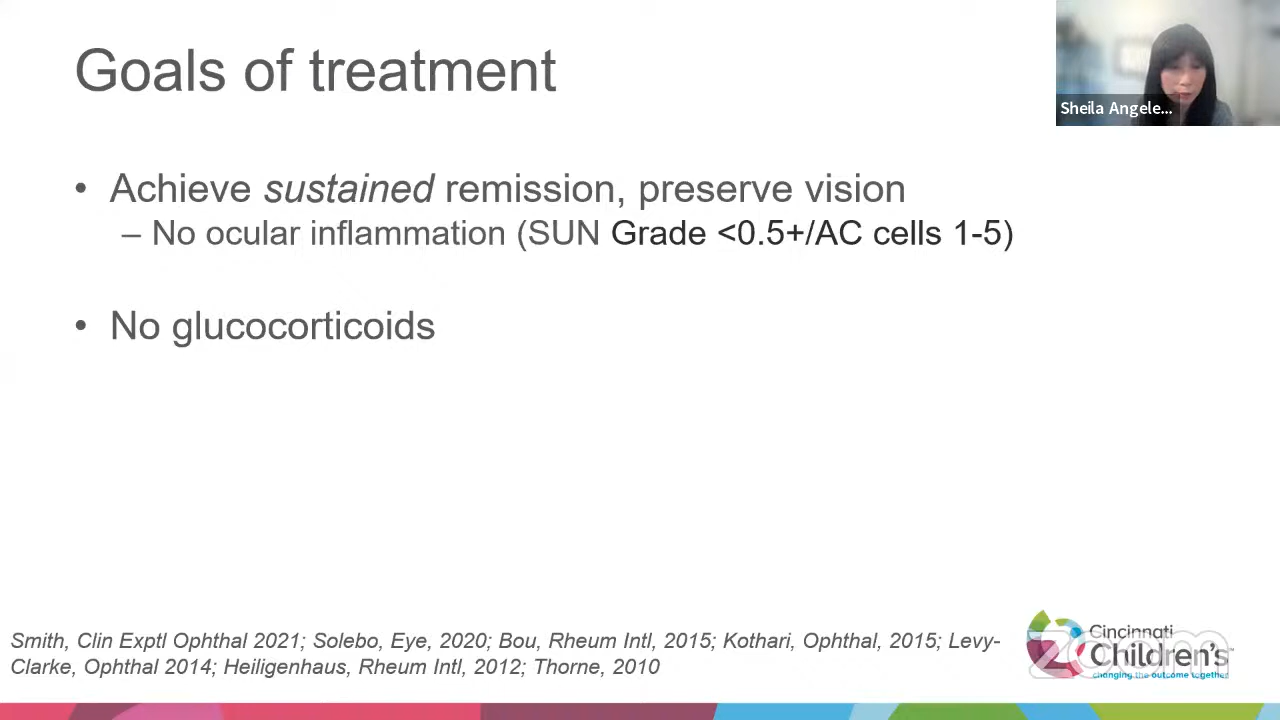 Goals of treatment
Sheila Angele...
• Achieve sustained remission, preserve vision
– No ocular inflammation (SUN Grade <0.5+/AC cells 1-5)
• No glucocorticoids
Smith, Clin Exptl Ophthal 2021; Solebo, Eye, 2020; Bou, Rheum Intl, 2015; Kothari, Ophthal, 2015; Levy-
Clarke, Ophthal 2014; Heiligenhaus, Rheum Intl, 2012; Thorne, 2010
Cincinnati
Children's
changing the outcome together
zoom